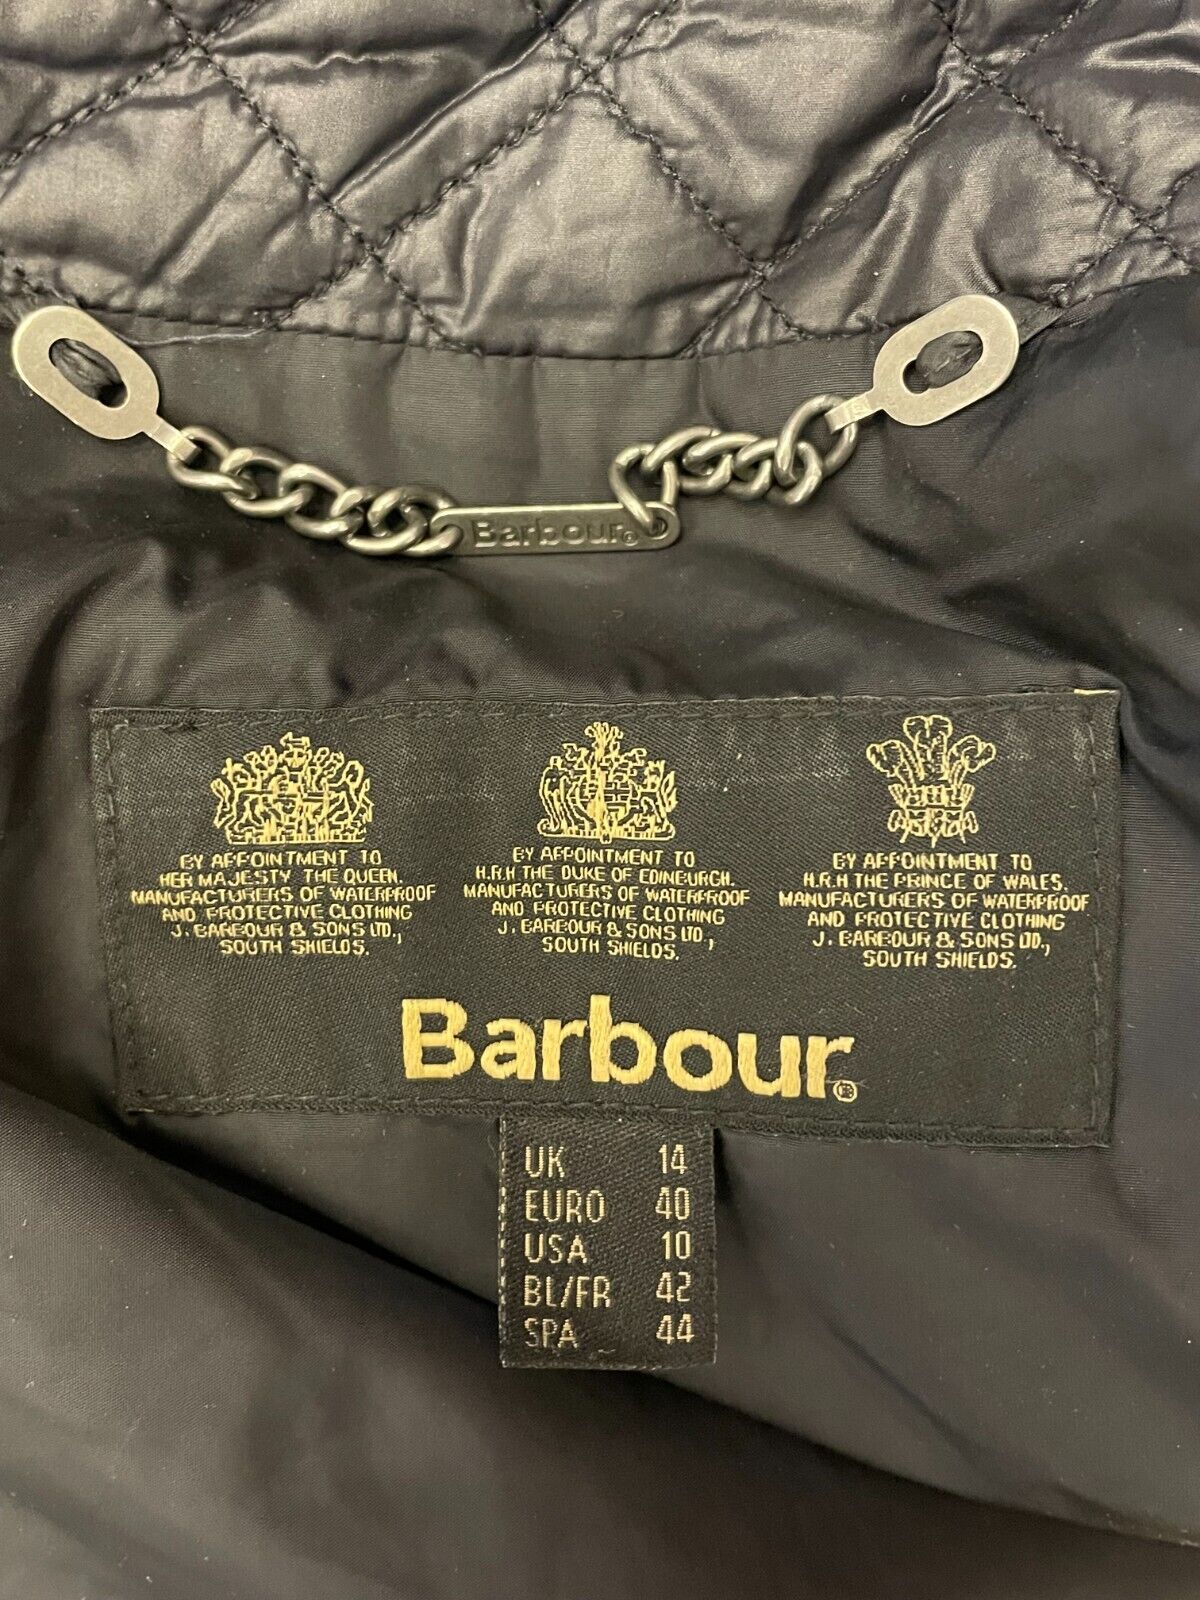 Barbour®
BY APPOINTMENT TO
HER MAJESTY THE QUEEN.
MANUFACTURERS OF WATERPROOF
AND PROTECTIVE CLOTHING
J. BARBOUR & SONS LTD.,
SOUTH SHIELDS.
BY APPOINTMENT TO
H.R.H THE DUKE OF EDINBURGH.
MANUFACTURERS OF WATERPROOF
AND PROTECTIVE CLOTHING
J. BARBOUR & SONS LTD.,
SOUTH SHIELDS.
BY APPOINTMENT TO
H.R.H THE PRINCE OF WALES.
MANUFACTURERS OF WATERPROOF
AND PROTECTIVE CLOTHING
J. BARBOUR & SONS LTD.,
SOUTH SHIELDS.
Barbour®
UK 14
EURO 40
USA 10
BL/FR 42
SPA 44